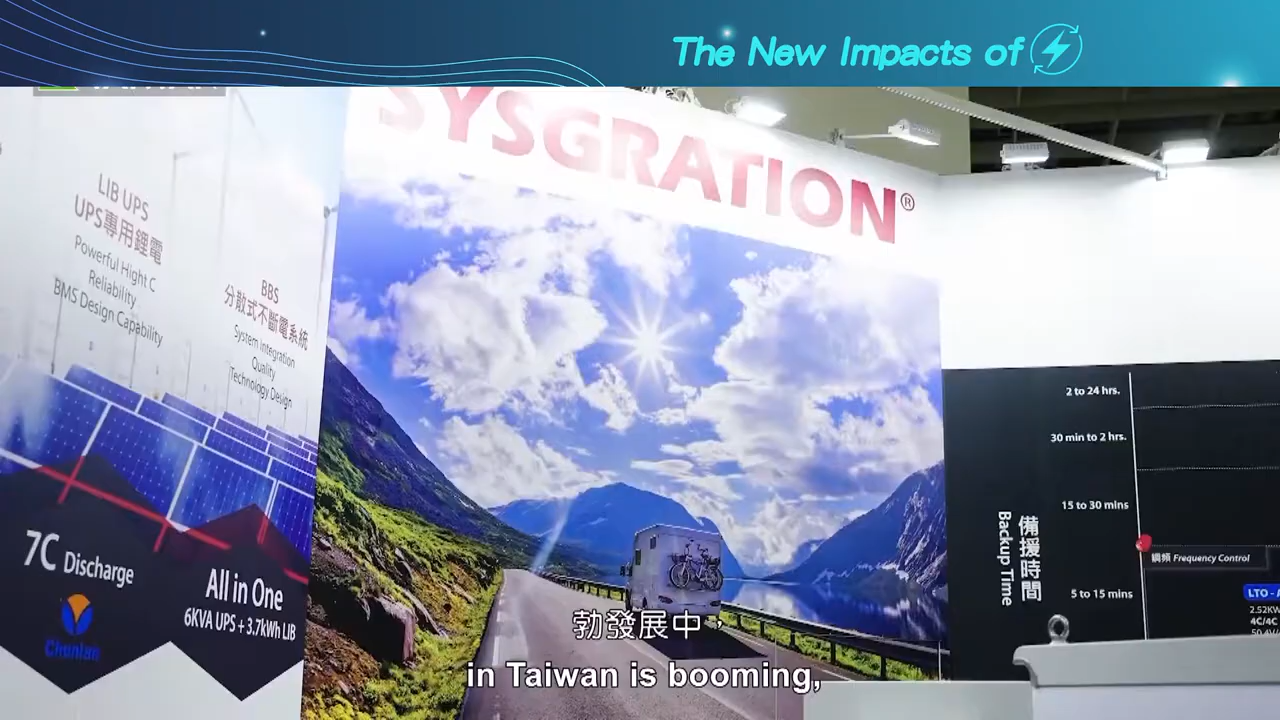 The New Impacts of
SYSGRATION®
LIB UPS
UPS專用鋰電
Powerful Hight C
Reliability
BMS Design Capability
BBS
分散式不斷電系統
System Integration
Quality
Technology Design
7C Discharge
Chunlan
All in One
6KVA UPS + 3.7kWh LIB
2 to 24 hrs.
30 min to 2 hrs.
15 to 30 mins
5 to 15 mins
備援時間
Backup Time
調頻 Frequency Control
LTO - 
2.52KW
4C/4C
勃發展中，
in Taiwan is booming,